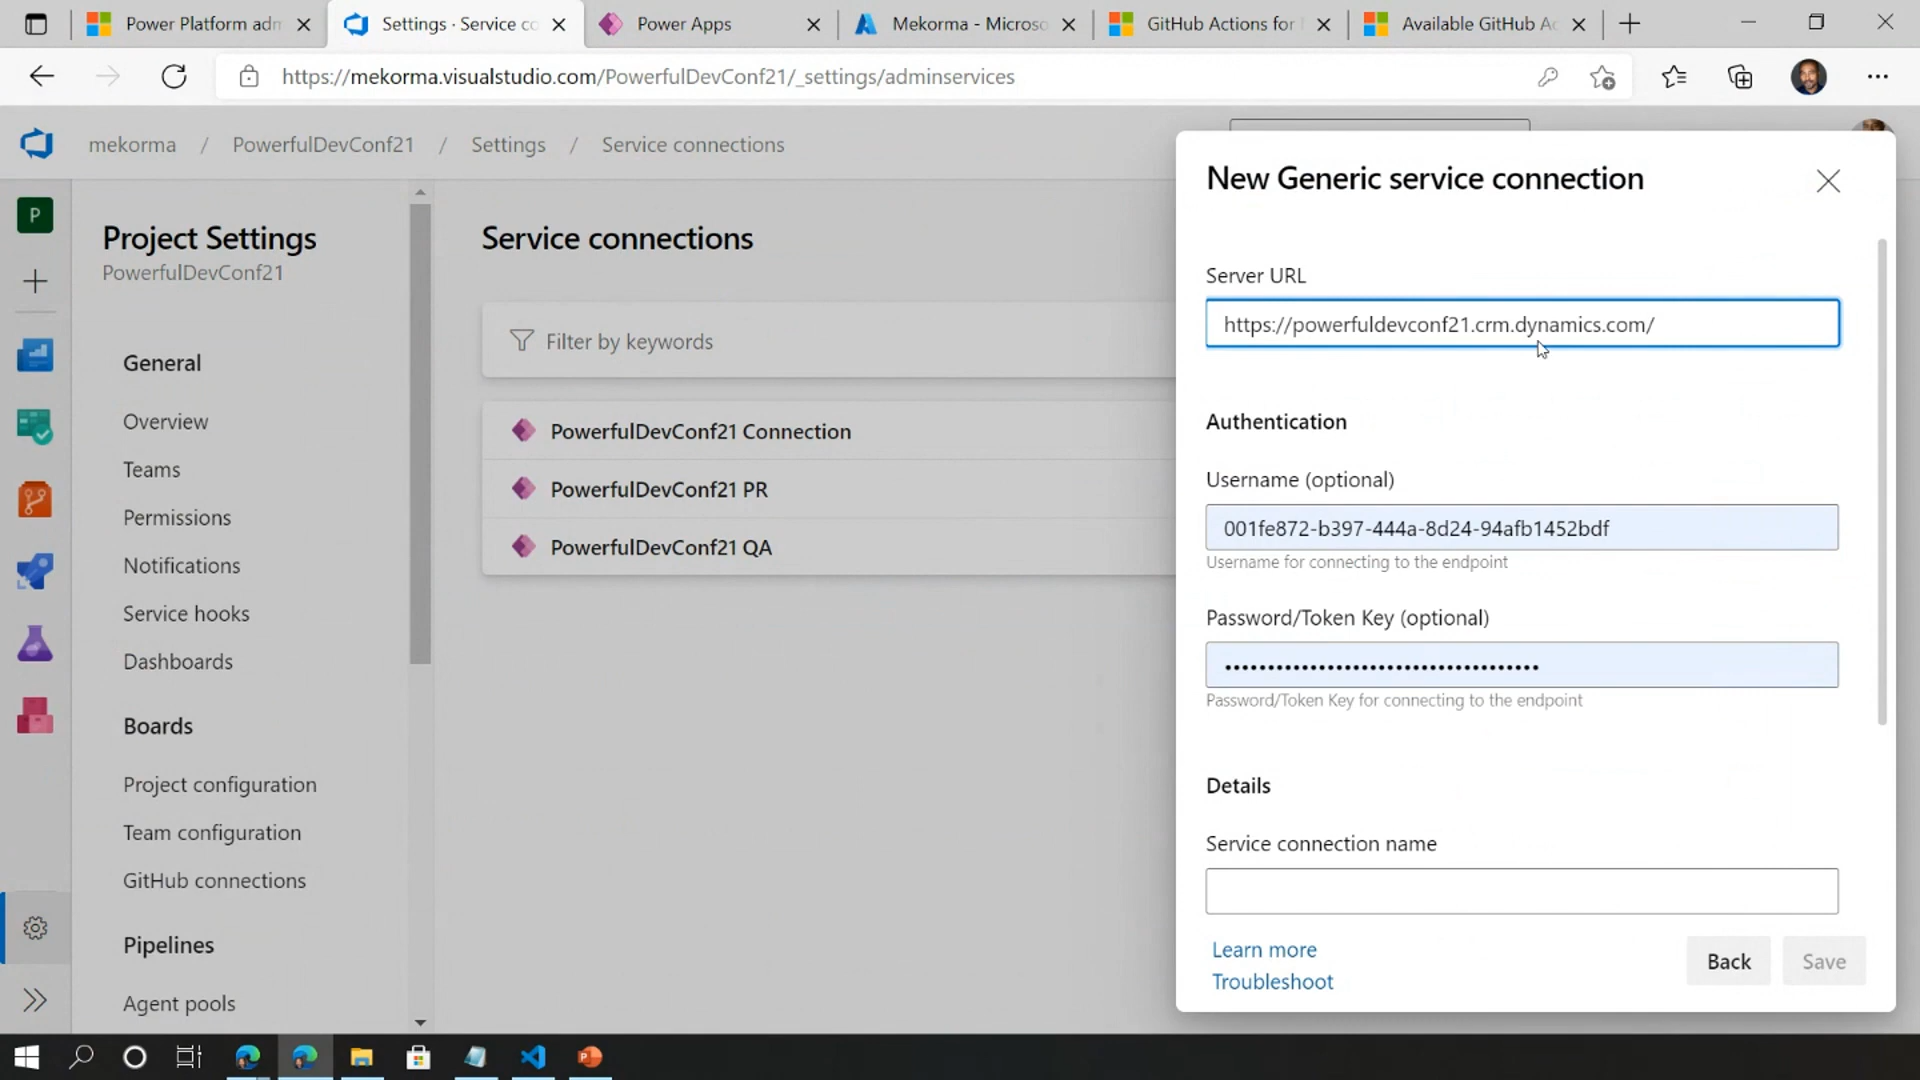 Power Platform adm
Settings · Service co
Power Apps
Mekorma - Microso
GitHub Actions for
Available GitHub Ac
https://mekorma.visualstudio.com/PowerfulDevConf21/_settings/adminservices
mekorma / PowerfulDevConf21 / Settings / Service connections
P
Project Settings
PowerfulDevConf21
General
Overview
Teams
Permissions
Notifications
Service hooks
Dashboards
Boards
Project configuration
Team configuration
GitHub connections
Pipelines
Agent pools
Service connections
Filter by keywords
PowerfulDevConf21 Connection
PowerfulDevConf21 PR
PowerfulDevConf21 QA
New Generic service connection
Server URL
https://powerfuldevconf21.crm.dynamics.com/
Authentication
Username (optional)
001fe872-b397-444a-8d24-94afb1452bdf
Username for connecting to the endpoint
Password/Token Key (optional)
Password/Token Key for connecting to the endpoint
Details
Service connection name
Learn more
Troubleshoot
Back
Save